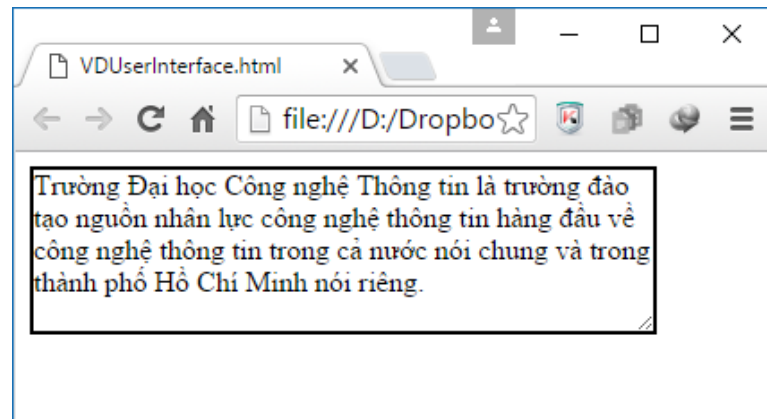 VDUserInterface.html
file:///D:/Dropbo
Trường Đại học Công nghệ Thông tin là trường đào
tạo nguồn nhân lực công nghệ thông tin hàng đầu về
công nghệ thông tin trong cả nước nói chung và trong
thành phố Hồ Chí Minh nói riêng.